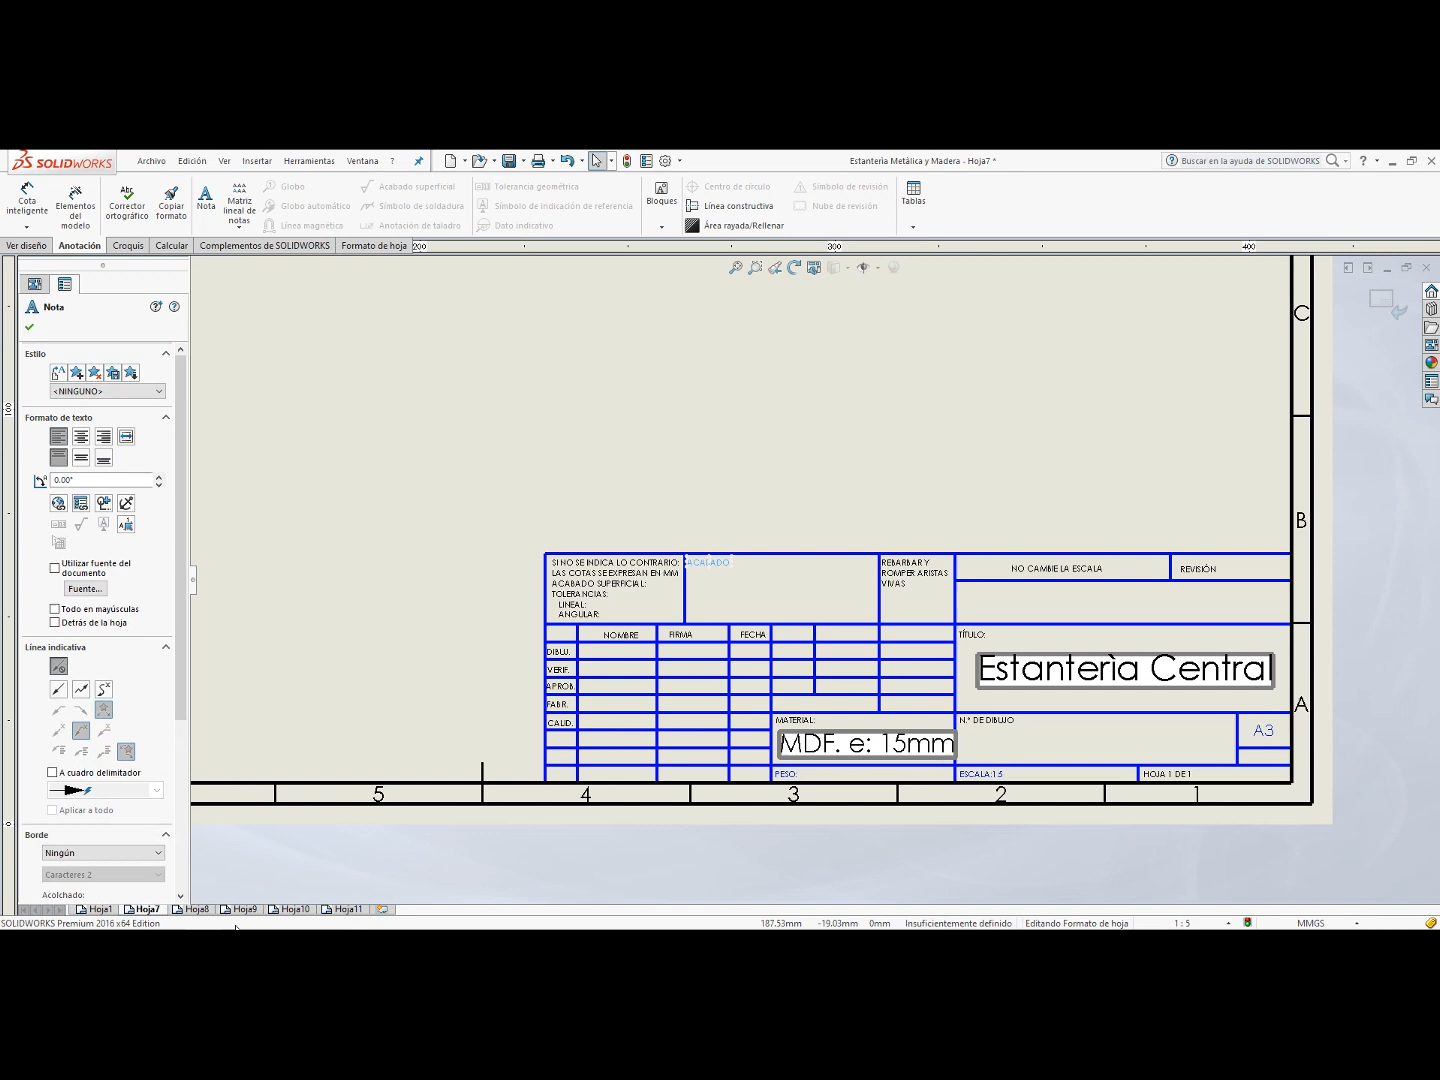 SOLIDWORKS
Archivo Edición Ver Insertar Herramientas Ventana ?
Estanterìa Metàlica y Madera - Hoja7 *
Buscar en la ayuda de SOLIDWORKS
Cota inteligente
Elementos del modelo
Corrector ortográfico
Copiar formato
Nota
Matriz lineal de notas
Globo
Globo automático
Línea magnética
Acabado superficial
Símbolo de soldadura
Anotación de taladro
Tolerancia geométrica
Símbolo de indicación de referencia
Dato indicativo
Bloques
Centro de círculo
Línea constructiva
Área rayada/Rellenar
Símbolo de revisión
Nube de revisión
Tablas
Ver diseño Anotación Croquis Calcular Complementos de SOLIDWORKS Formato de hoja
200 300 400
100
0
Nota
Estilo
<NINGUNO>
Formato de texto
0.00°
Utilizar fuente del documento
Fuente...
Todo en mayúsculas
Detrás de la hoja
Línea indicativa
A cuadro delimitador
Aplicar a todo
Borde
Ningún
Caracteres 2
Acolchado:
C
B
A
SI NO SE INDICA LO CONTRARIO:
LAS COTAS SE EXPRESAN EN MM
ACABADO SUPERFICIAL:
TOLERANCIAS:
LINEAL:
ANGULAR:
ACABADO
REBARBAR Y
ROMPER ARISTAS
VIVAS
NO CAMBIE LA ESCALA
REVISIÓN
NOMBRE FIRMA FECHA
DIBUJ.
VERIF.
APROB.
FABR.
CALID.
TÍTULO:
Estanterìa Central
MATERIAL:
MDF. e: 15mm
N.º DE DIBUJO
A3
PESO:
ESCALA:1:5
HOJA 1 DE 1
5 4 3 2 1
Hoja1 Hoja7 Hoja8 Hoja9 Hoja10 Hoja11
SOLIDWORKS Premium 2016 x64 Edition
187.53mm -19.03mm 0mm Insuficientemente definido Editando Formato de hoja 1 : 5 MMGS